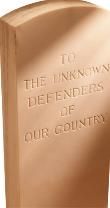 TO
THE UNKNOWN
DEFENDERS
OF
OUR COUNTRY